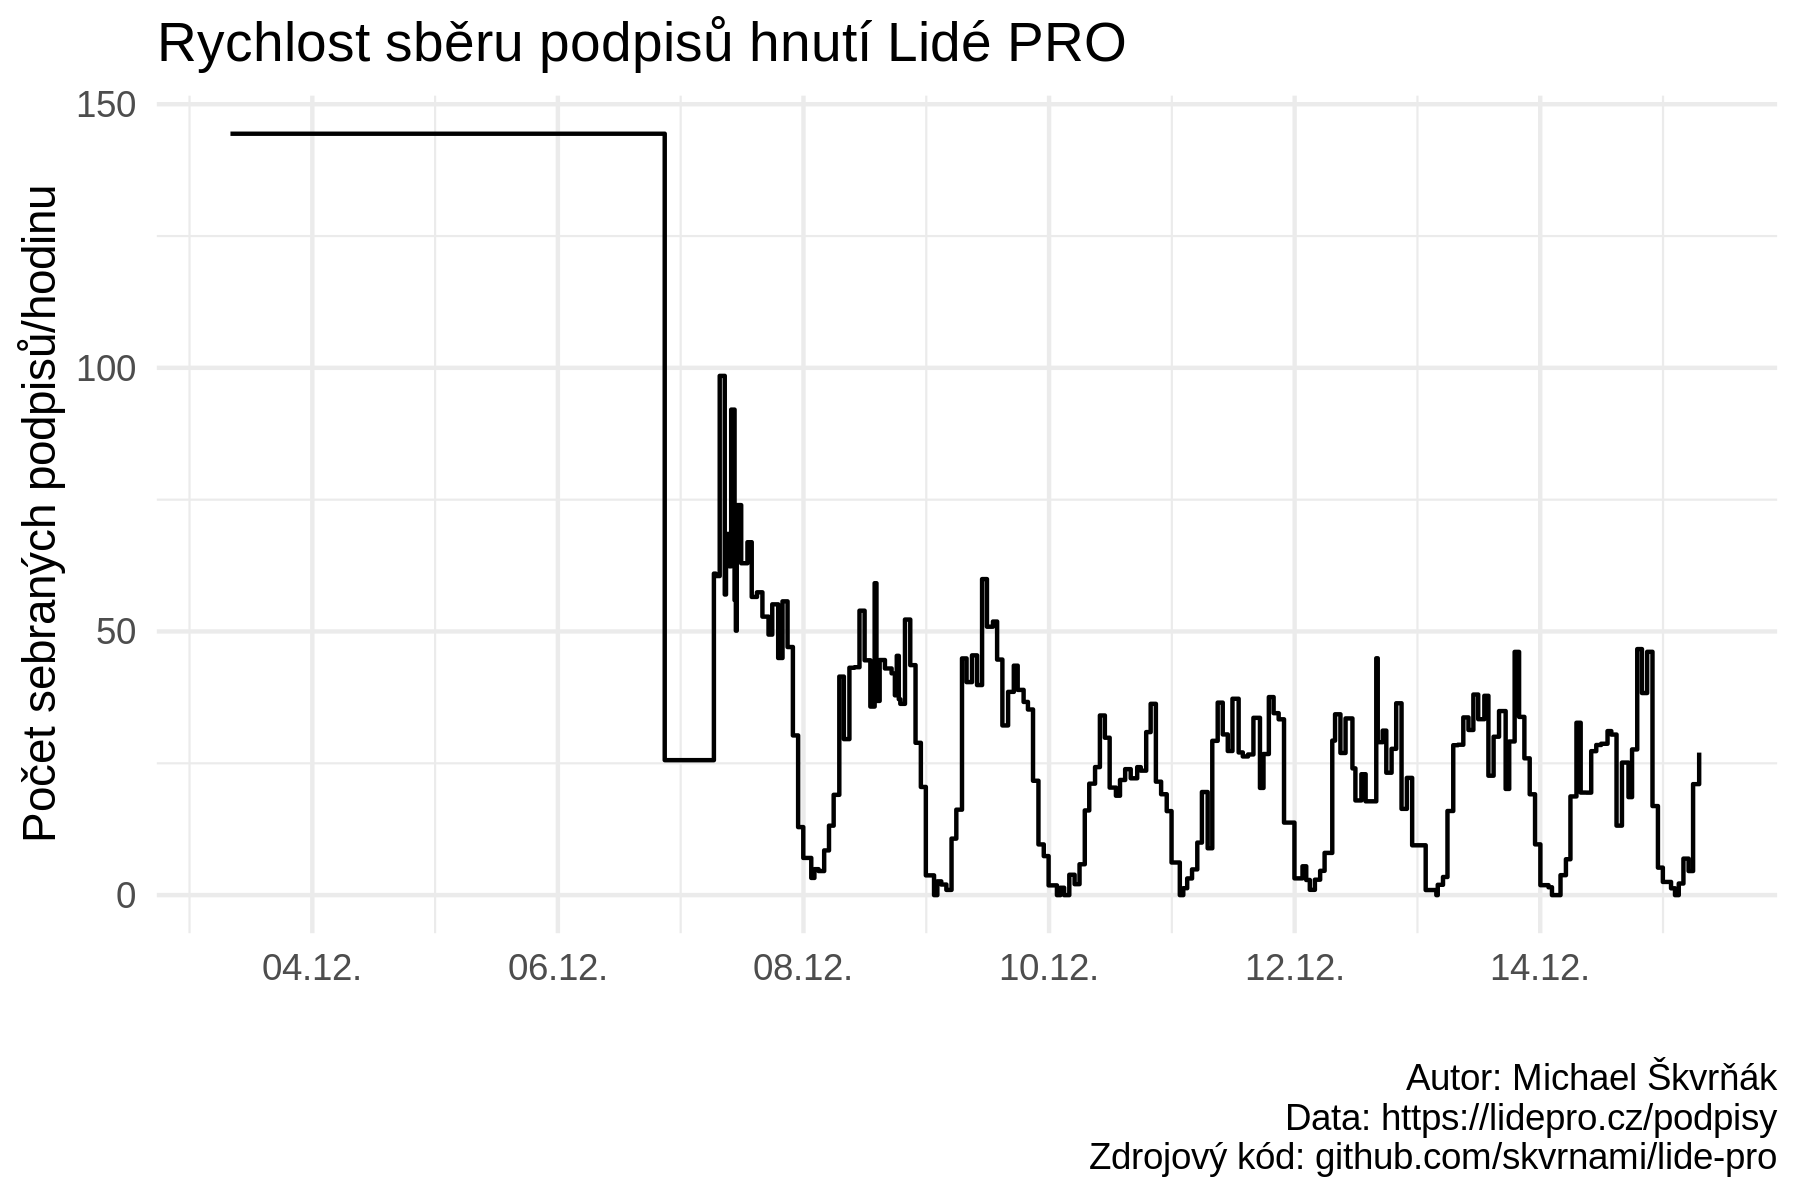 Rychlost sběru podpisů hnutí Lidé PRO
Počet sebraných podpisů/hodinu
150
100
50
0
04.12.
06.12.
08.12.
10.12.
12.12.
14.12.
Autor: Michael Škvrňák
Data: https://lidepro.cz/podpisy
Zdrojový kód: github.com/skvrnami/lide-pro